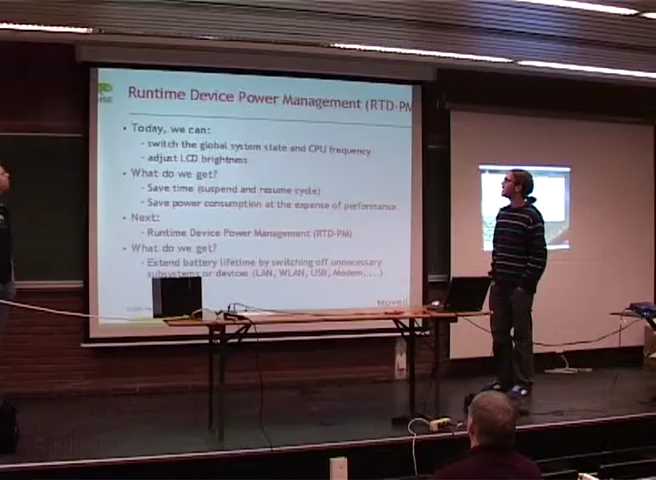 Runtime Device Power Management (RTD-PM
• Today, we can:
- switch the global system state and CPU frequency
- adjust LCD brightness
• What do we get?
- Save time (suspend and resume cycle)
- Save power consumption at the expense of performance
• Next:
- Runtime Device Power Management (RTD-PM)
• What do we get?
- Extend battery lifetime by switching off unnecessary
subsystems or devices (LAN, WLAN, USB, Modem, ...)
Novell